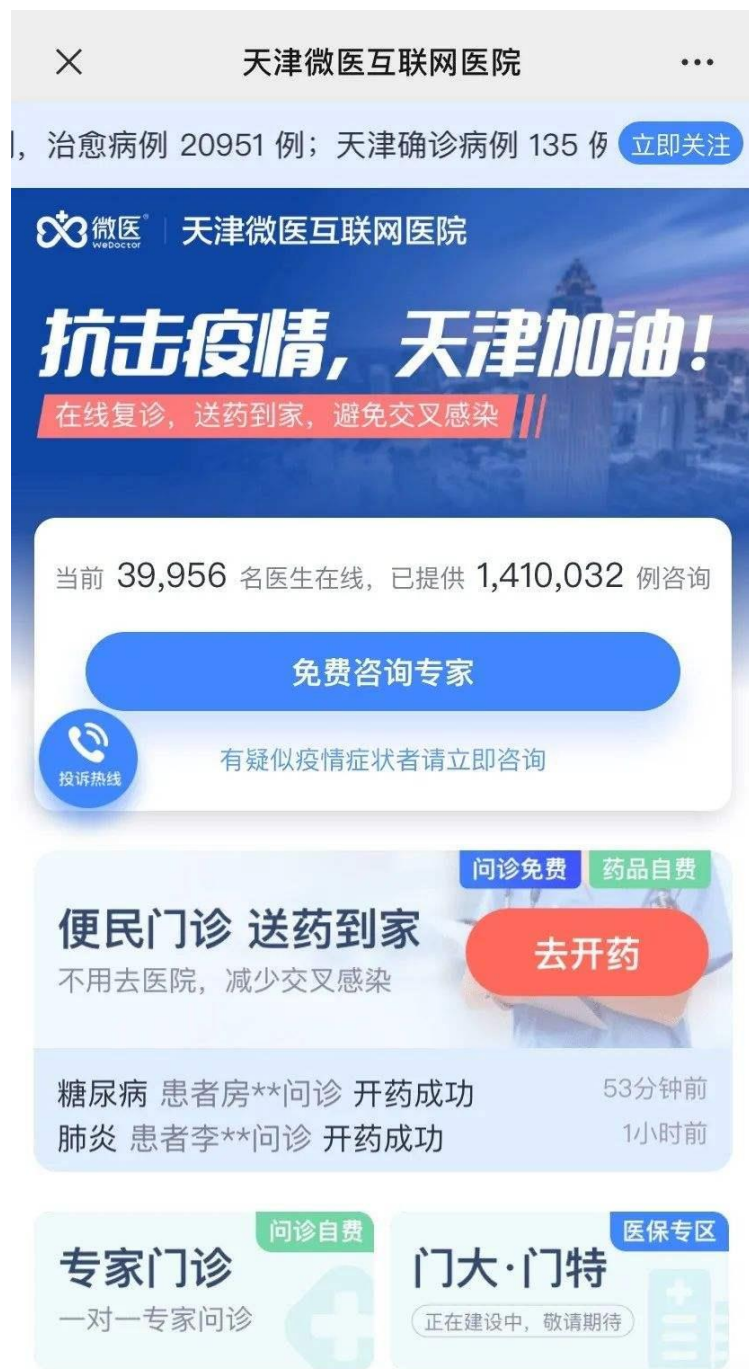 天津微医互联网医院
，治愈病例 20951 例；天津确诊病例 135 例
立即关注
微医
WeDoctor
天津微医互联网医院
抗击疫情，天津加油!
在线复诊，送药到家，避免交叉感染
当前 39,956 名医生在线，已提供 1,410,032 例咨询
免费咨询专家
投诉热线
有疑似疫情症状者请立即咨询
问诊免费
药品自费
便民门诊 送药到家
去开药
不用去医院，减少交叉感染
糖尿病 患者房**问诊 开药成功 53分钟前
肺炎 患者李**问诊 开药成功 1小时前
问诊自费
专家门诊
一对一专家问诊
医保专区
门大·门特
正在建设中，敬请期待